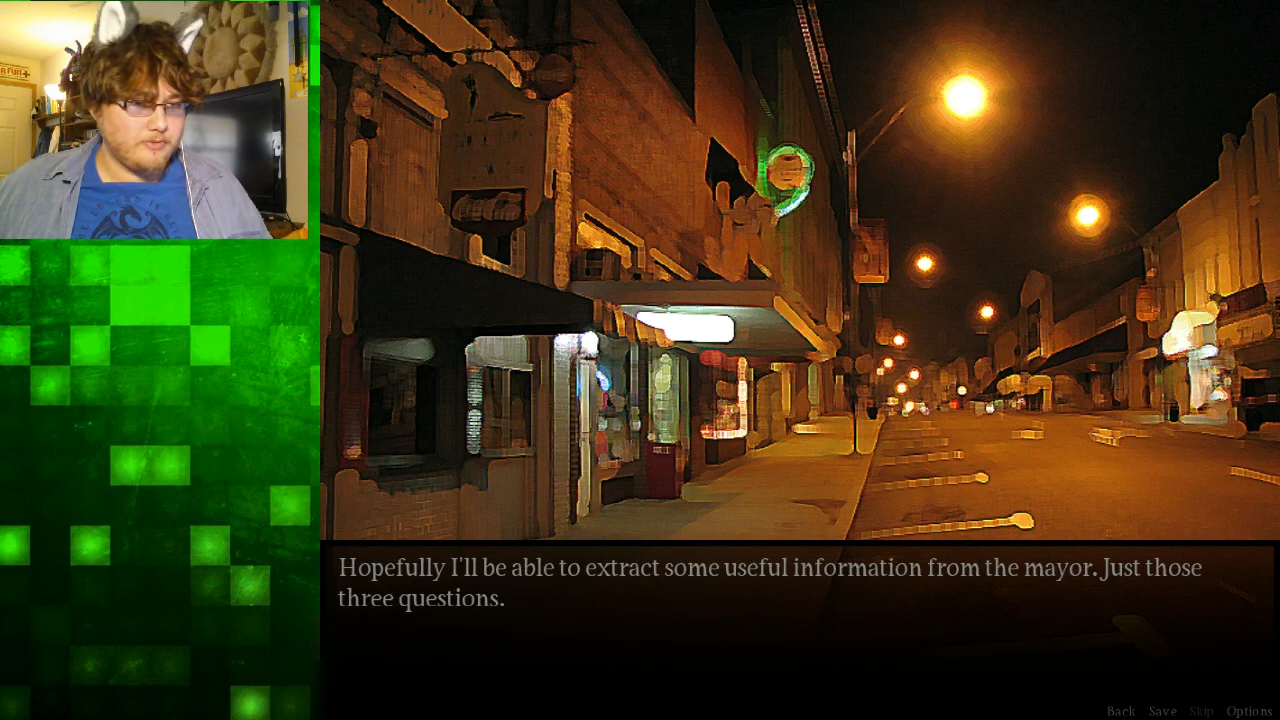 Hopefully I'll be able to extract some useful information from the mayor. Just those
three questions.
Back Save Skip Options